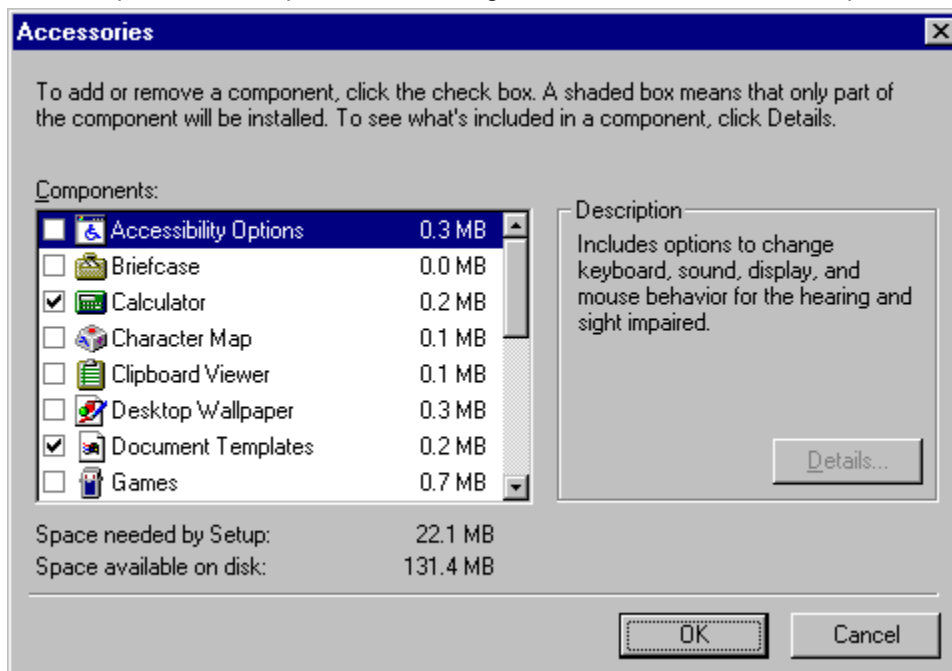 Accessories
To add or remove a component, click the check box. A shaded box means that only part of
the component will be installed. To see what's included in a component, click Details.
Components:
Accessibility Options 0.3 MB
Briefcase 0.0 MB
Calculator 0.2 MB
Character Map 0.1 MB
Clipboard Viewer 0.1 MB
Desktop Wallpaper 0.3 MB
Document Templates 0.2 MB
Games 0.7 MB
Description
Includes options to change
keyboard, sound, display, and
mouse behavior for the hearing and
sight impaired.
Details...
Space needed by Setup: 22.1 MB
Space available on disk: 131.4 MB
OK Cancel